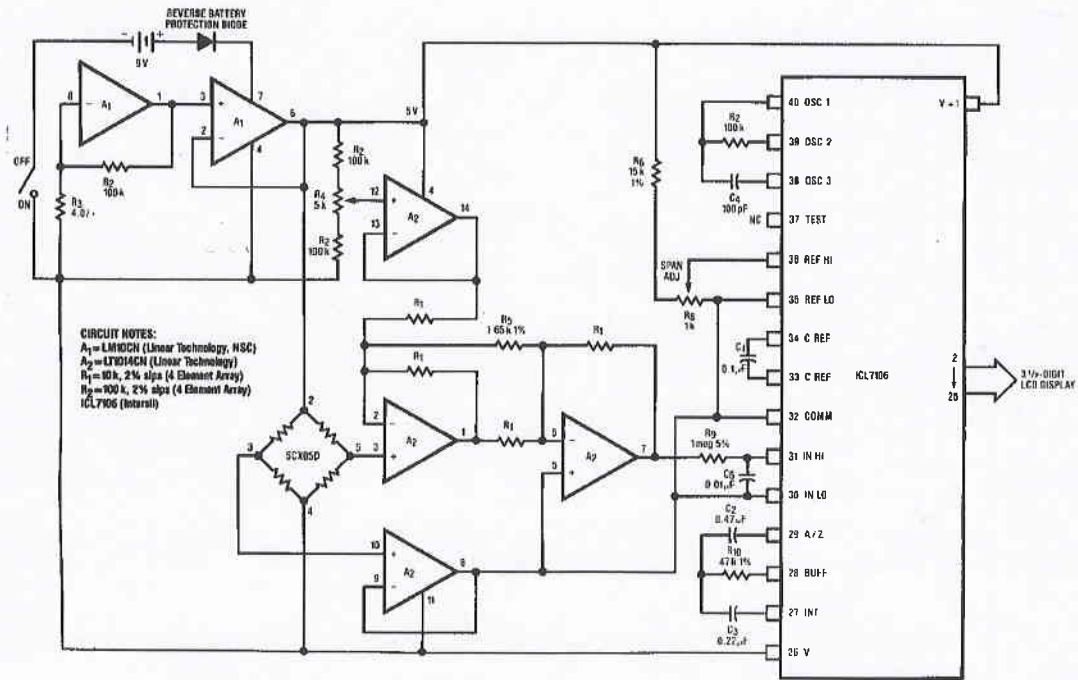 REVERSE BATTERY
PROTECTION DIODE
- +
9V
8
-
A1
1
3
+
7
A1
2
-
6
4
5V
OFF
ON
R2
100k
R3
R2
100k
R4
5k
R2
100k
12
+
4
A2
14
13
-
R6
15k
1%
SPAN
ADJ
R8
1k
CIRCUIT NOTES:
A1=LM10CN (Linear Technology, NSC)
A2=LT1014CN (Linear Technology)
R1=10k, 2% sips (4 Element Array)
R2=100k, 2% sips (4 Element Array)
ICL7106 (Intersil)
R1
R5
1 65k 1%
R1
R1
2
-
A2
1
3
+
R1
6
-
A2
7
5
+
2
3
SCX05D
5
4
10
+
A2
8
9
-
11
R9
1meg 5%
C5
0.01µF
C2
0.47µF
R10
47k 1%
C3
0.22µF
R2
100k
C4
100pF
NC
C1
0.1µF
40 OSC 1
39 OSC 2
38 OSC 3
37 TEST
36 REF HI
35 REF LO
34 C REF
33 C REF
32 COMM
31 IN HI
30 IN LO
29 A/Z
28 BUFF
27 INT
26 V
ICL7106
V + 1
2
25
3 1/2-DIGIT
LCD DISPLAY